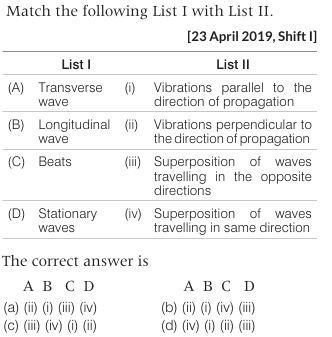 Match the following List I with List II.
[23 April 2019, Shift I]
List I List II
(A) Transverse (i) Vibrations parallel to the
wave direction of propagation
(B) Longitudinal (ii) Vibrations perpendicular to
wave the direction of propagation
(C) Beats (iii) Superposition of waves
travelling in the opposite
directions
(D) Stationary (iv) Superposition of waves
waves travelling in same direction
The correct answer is
A B C D A B C D
(a) (ii) (i) (iii) (iv) (b) (ii) (i) (iv) (iii)
(c) (iii) (iv) (i) (ii) (d) (iv) (i) (ii) (iii)